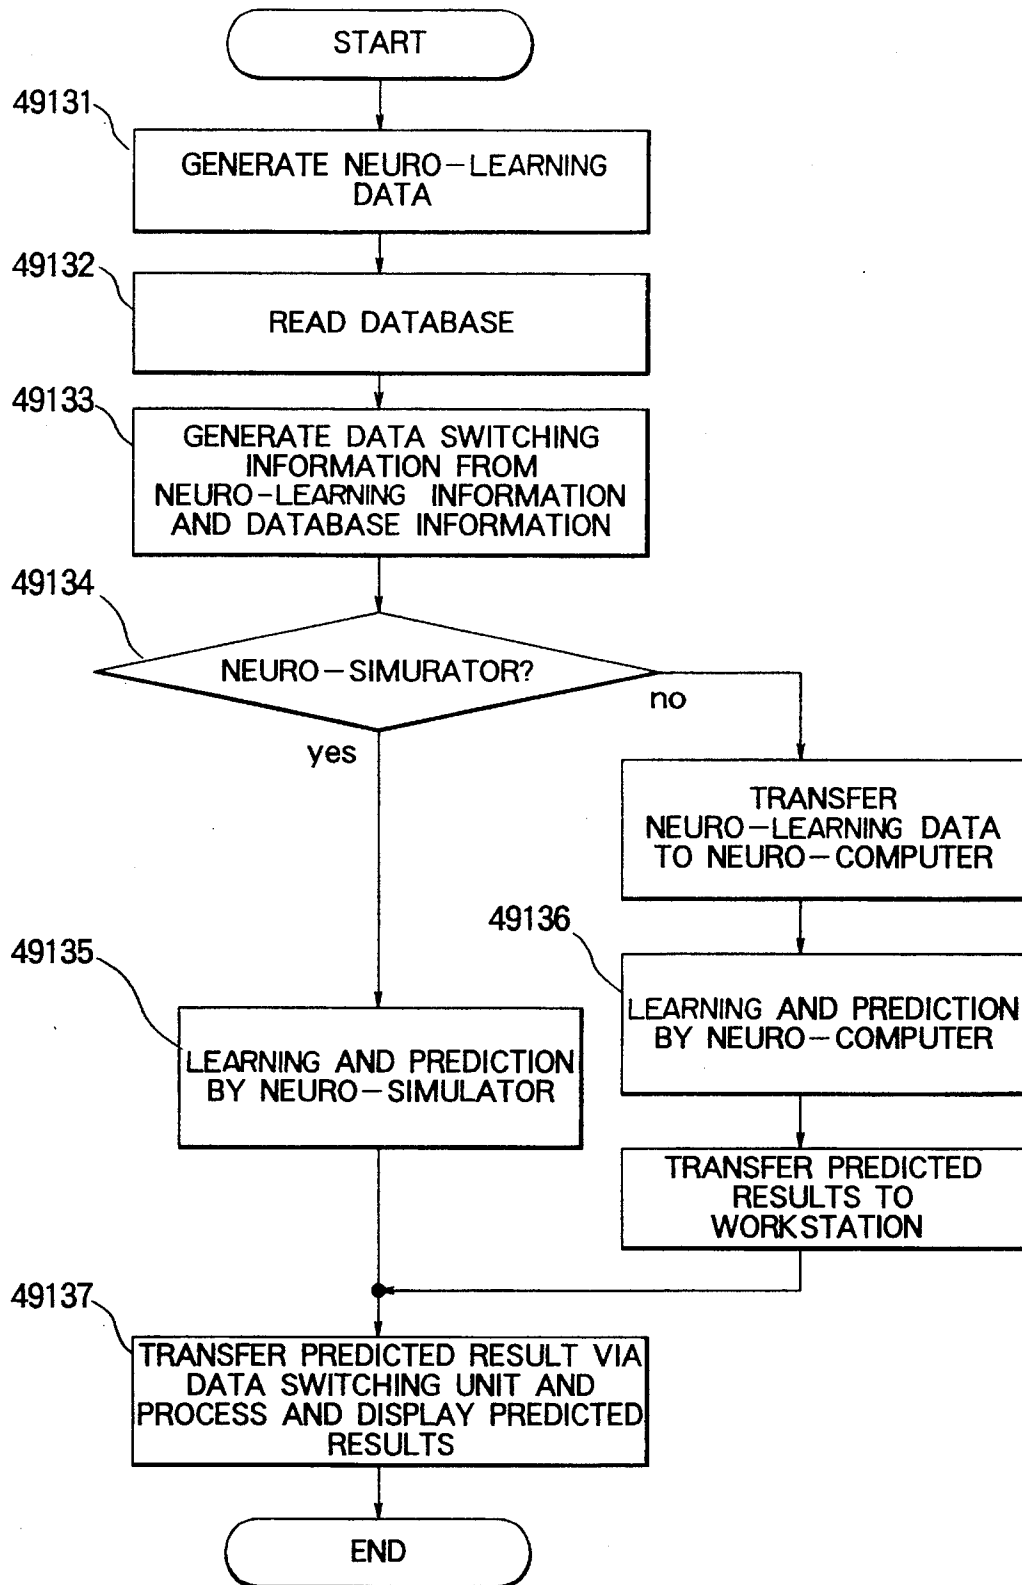 START
49131
GENERATE NEURO-LEARNING
DATA
49132
READ DATABASE
49133
GENERATE DATA SWITCHING
INFORMATION FROM
NEURO-LEARNING INFORMATION
AND DATABASE INFORMATION
49134
NEURO-SIMURATOR?
no
yes
TRANSFER
NEURO-LEARNING DATA
TO NEURO-COMPUTER
49136
LEARNING AND PREDICTION
BY NEURO-COMPUTER
49135
LEARNING AND PREDICTION
BY NEURO-SIMULATOR
TRANSFER PREDICTED
RESULTS TO
WORKSTATION
49137
TRANSFER PREDICTED RESULT VIA
DATA SWITCHING UNIT AND
PROCESS AND DISPLAY PREDICTED
RESULTS
END